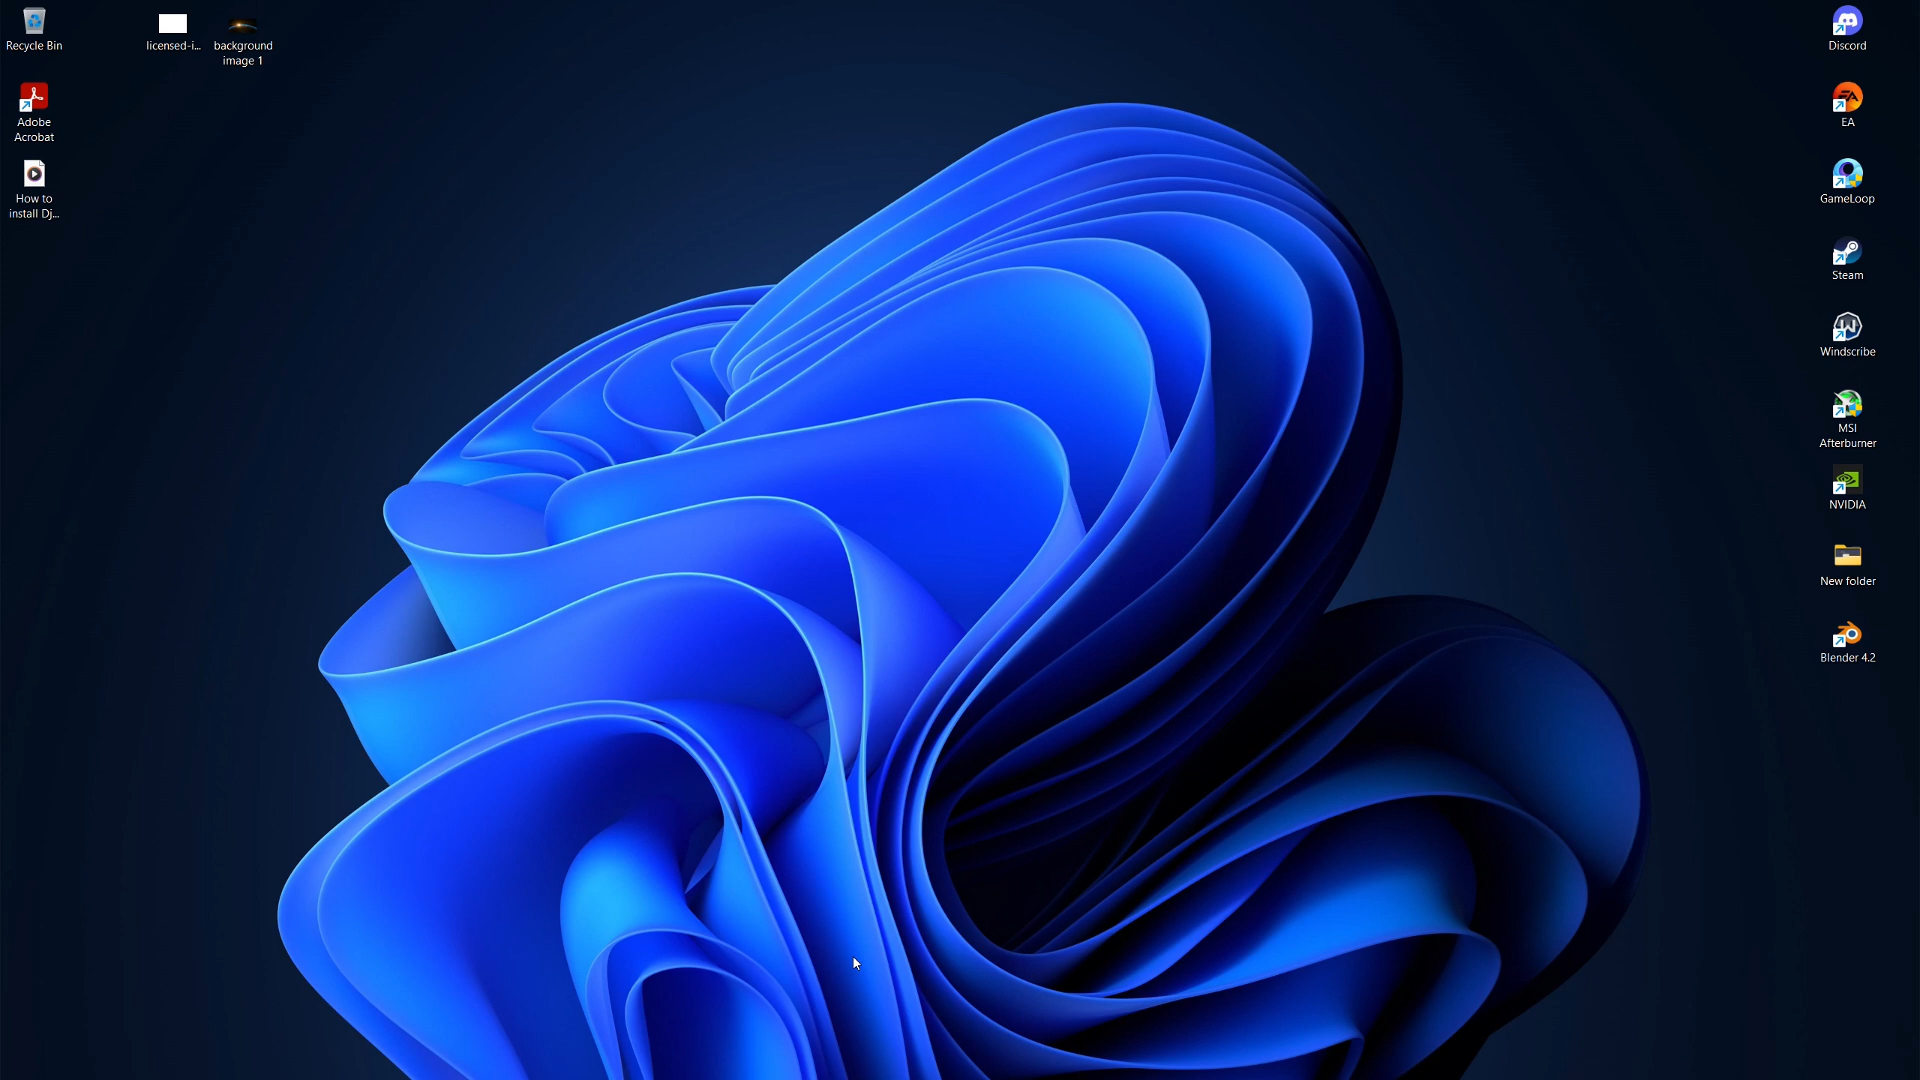 Recycle Bin
licensed-i...
background
image 1
Adobe
Acrobat
How to
install Dj...
Discord
EA
GameLoop
Steam
Windscribe
MSI
Afterburner
NVIDIA
New folder
Blender 4.2